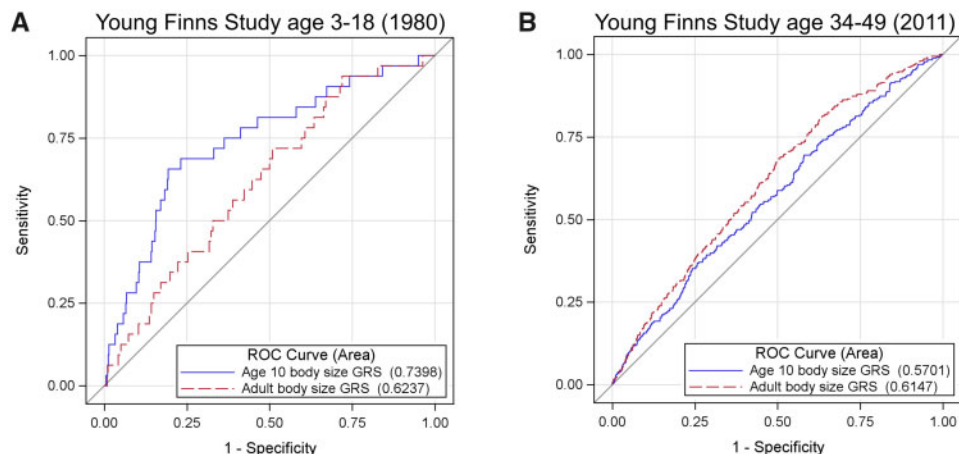 A
Young Finns Study age 3-18 (1980)
1.00
0.75
0.50
0.25
0.00
Sensitivity
ROC Curve (Area)
Age 10 body size GRS (0.7398)
Adult body size GRS (0.6237)
0.00 0.25 0.50 0.75 1.00
1 - Specificity
B
Young Finns Study age 34-49 (2011)
1.00
0.75
0.50
0.25
0.00
Sensitivity
ROC Curve (Area)
Age 10 body size GRS (0.5701)
Adult body size GRS (0.6147)
0.00 0.25 0.50 0.75 1.00
1 - Specificity